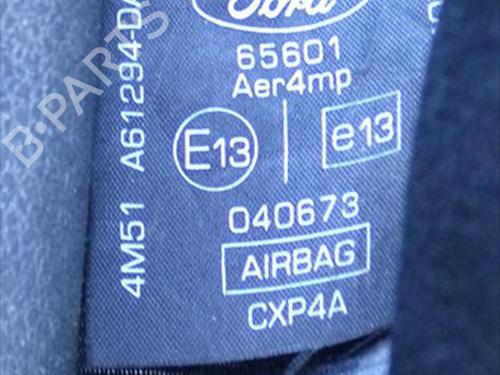 Ford
65601
Aer4mp
E13
e13
040673
AIRBAG
CXP4A
4M51 A61294-DA
B-PARTS